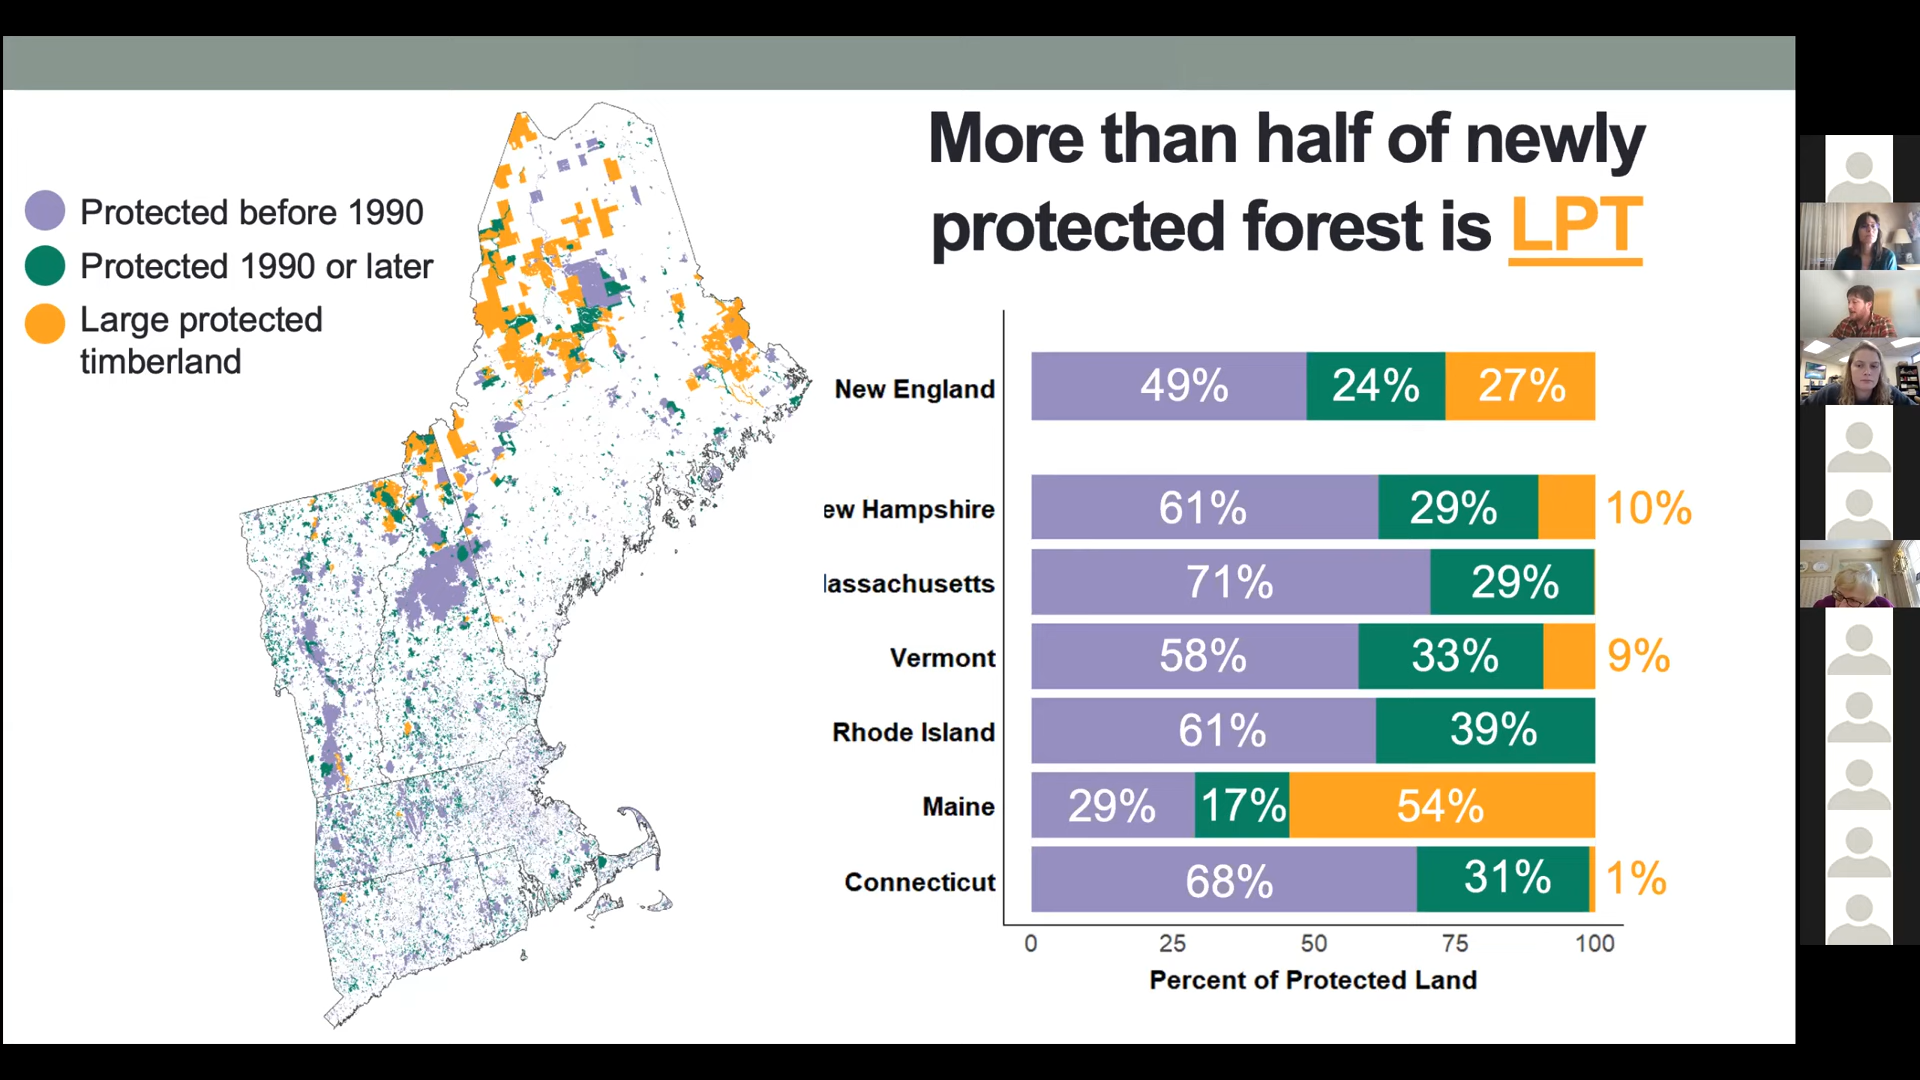 More than half of newly
protected forest is LPT
Protected before 1990
Protected 1990 or later
Large protected
timberland
New England
49% 24% 27%
ew Hampshire
61% 29% 10%
assachusetts
71% 29%
Vermont
58% 33% 9%
Rhode Island
61% 39%
Maine
29% 17% 54%
Connecticut
68% 31% 1%
0 25 50 75 100
Percent of Protected Land